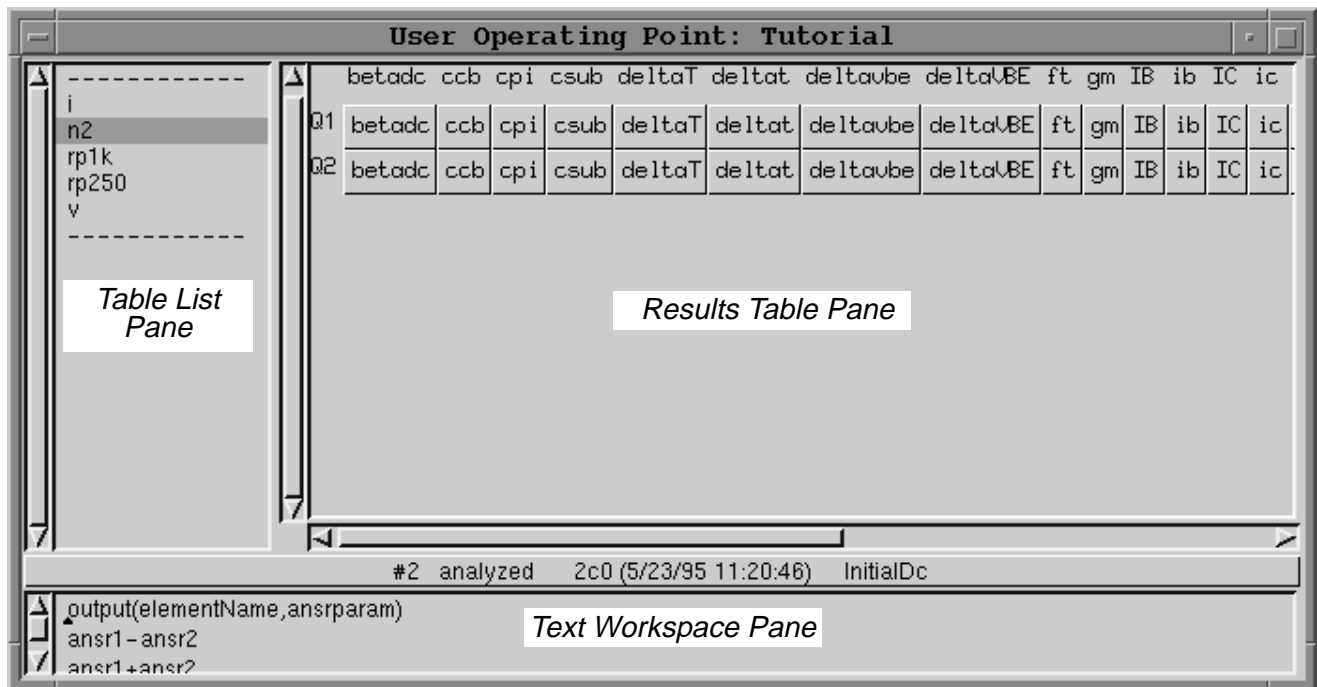 User Operating Point: Tutorial
------------
i
n2
rp1k
rp250
v
------------
Table List
Pane
betadc ccb cpi csub deltaT deltat deltavbe deltaVBE ft gm IB ib IC ic
Q1 betadc ccb cpi csub deltaT deltat deltavbe deltaVBE ft gm IB ib IC ic
Q2 betadc ccb cpi csub deltaT deltat deltavbe deltaVBE ft gm IB ib IC ic
Results Table Pane
#2 analyzed 2c0 (5/23/95 11:20:46) InitialDc
output(elementName,ansrparam)
ansr1-ansr2
ansr1+ansr2
Text Workspace Pane